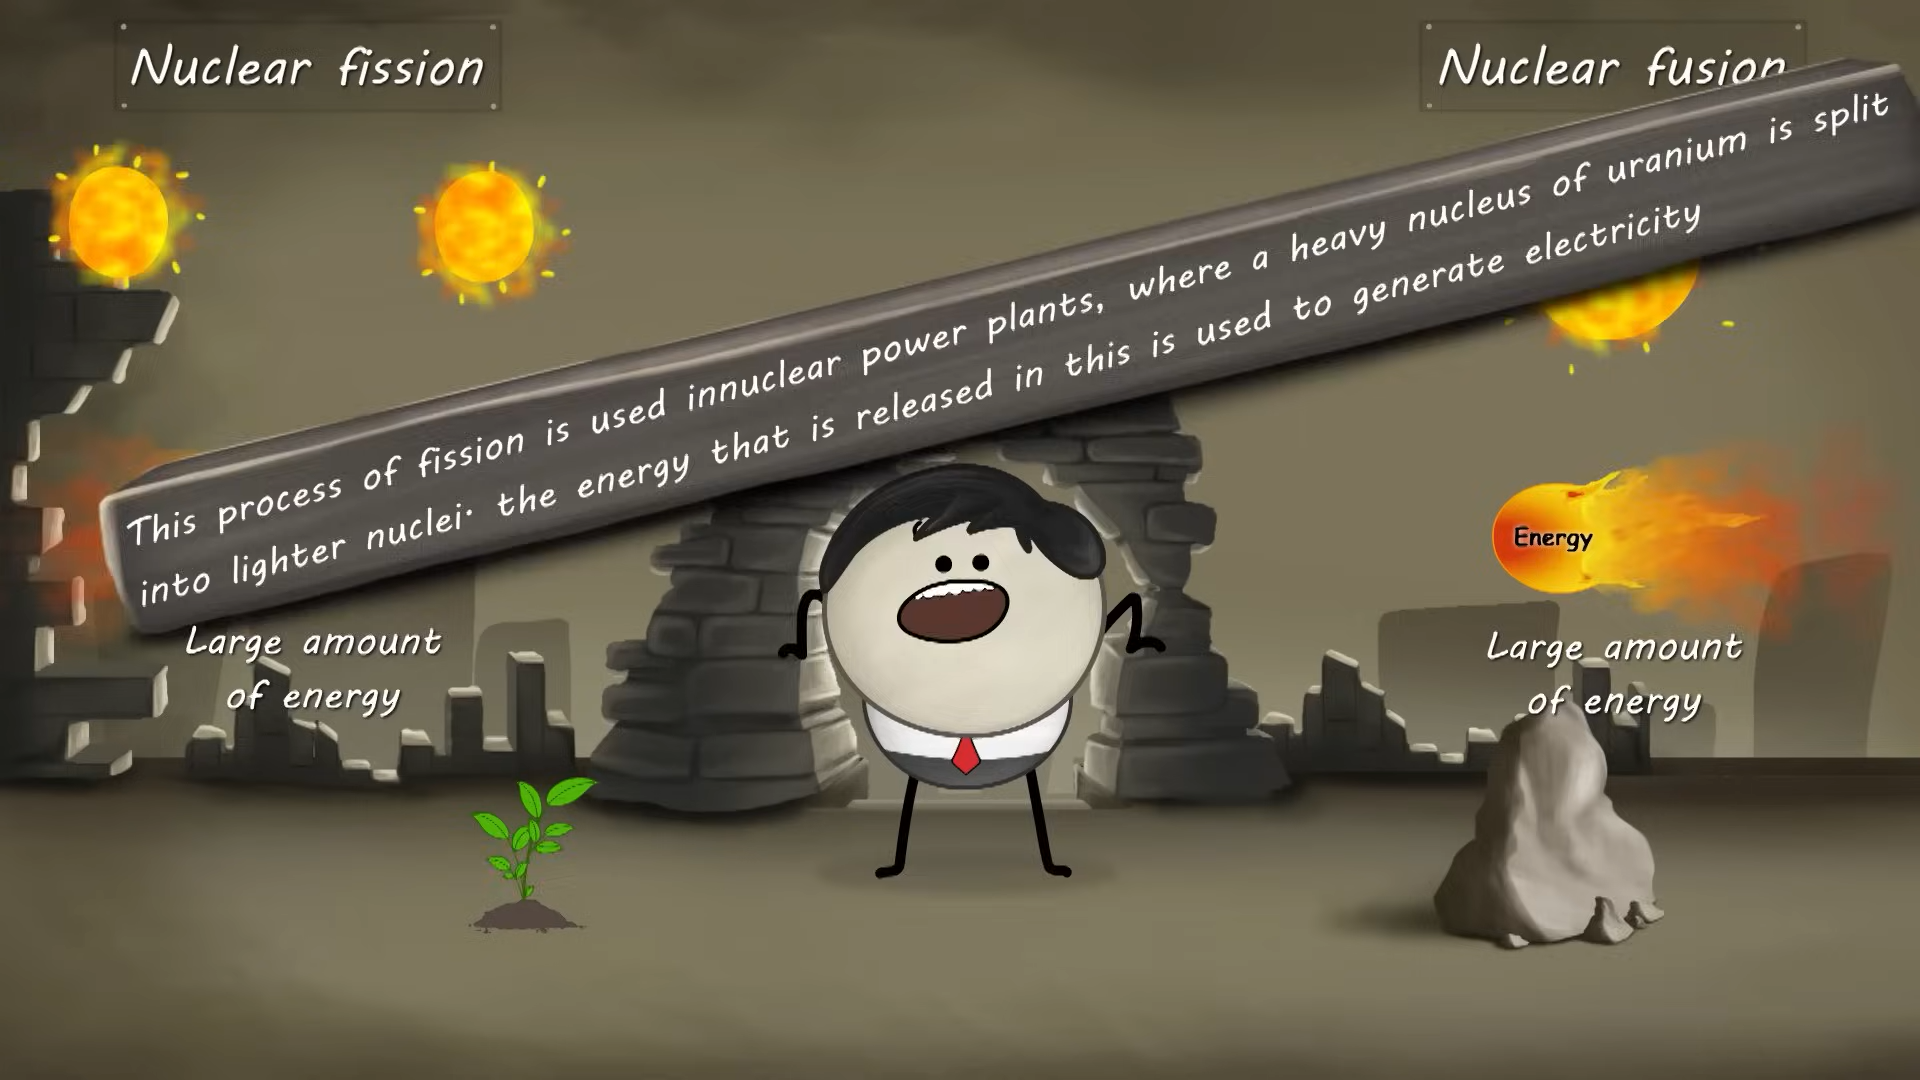 Nuclear fission
Nuclear fusion
This process of fission is used innuclear power plants, where a heavy nucleus of uranium is split
into lighter nuclei· the energy that is released in this is used to generate electricity
Energy
Large amount
of energy
Large amount
of energy